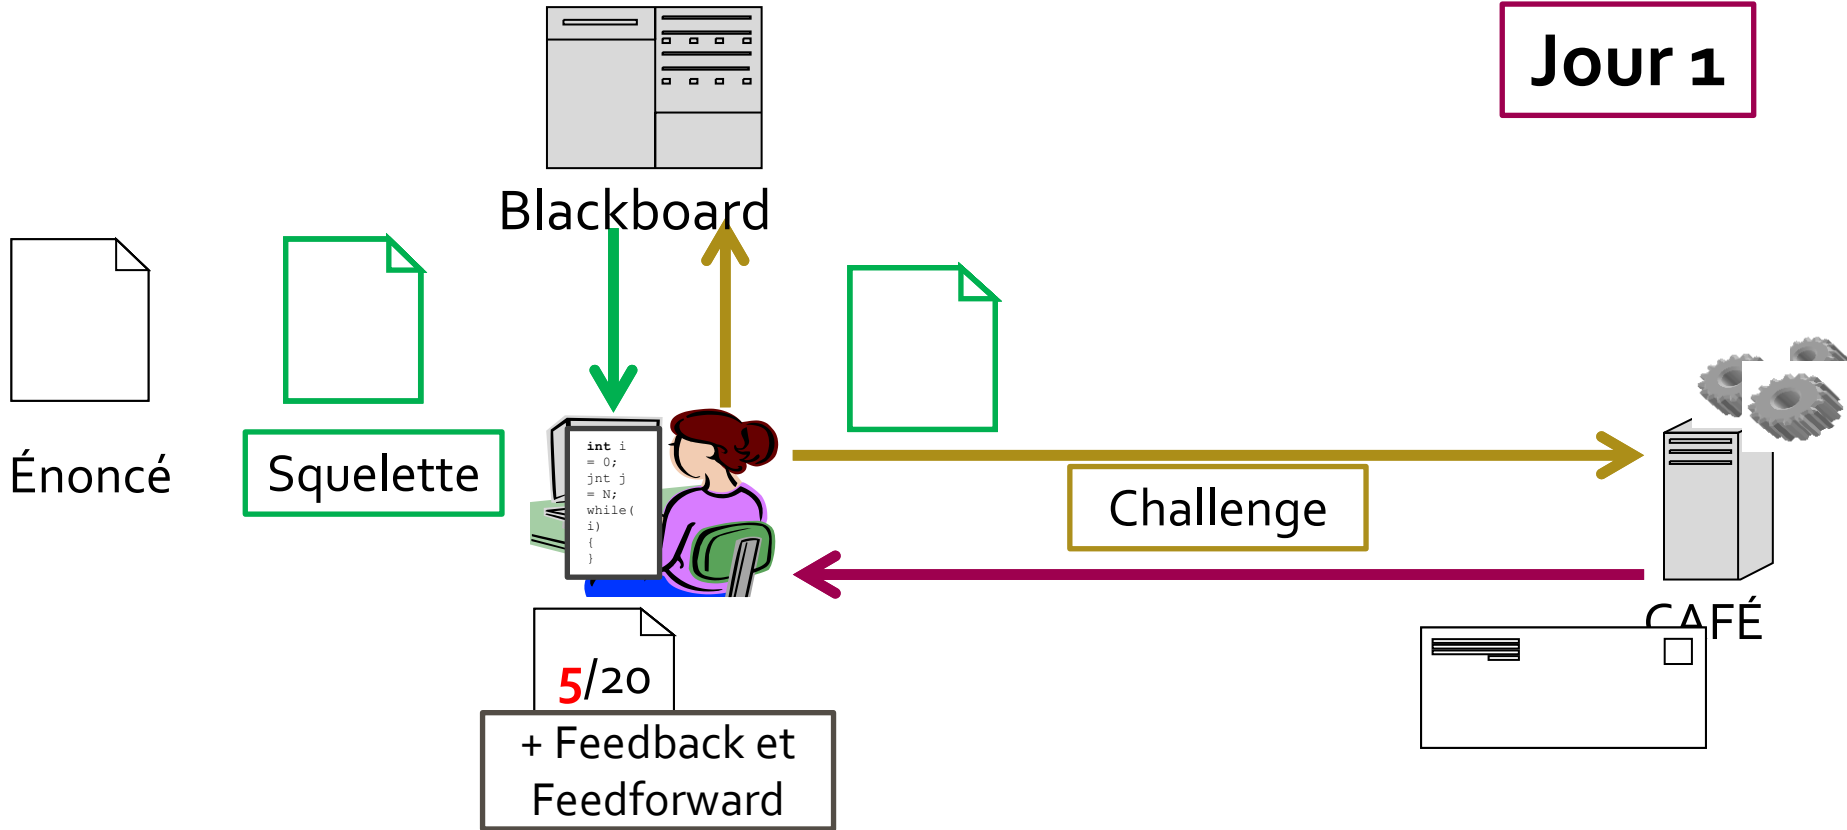 Jour 1
Blackboard
Énoncé
Squelette
int i
= 0;
jnt j
= N;
while(
i)
{
}
Challenge
CAFÉ
5/20
+ Feedback et
Feedforward